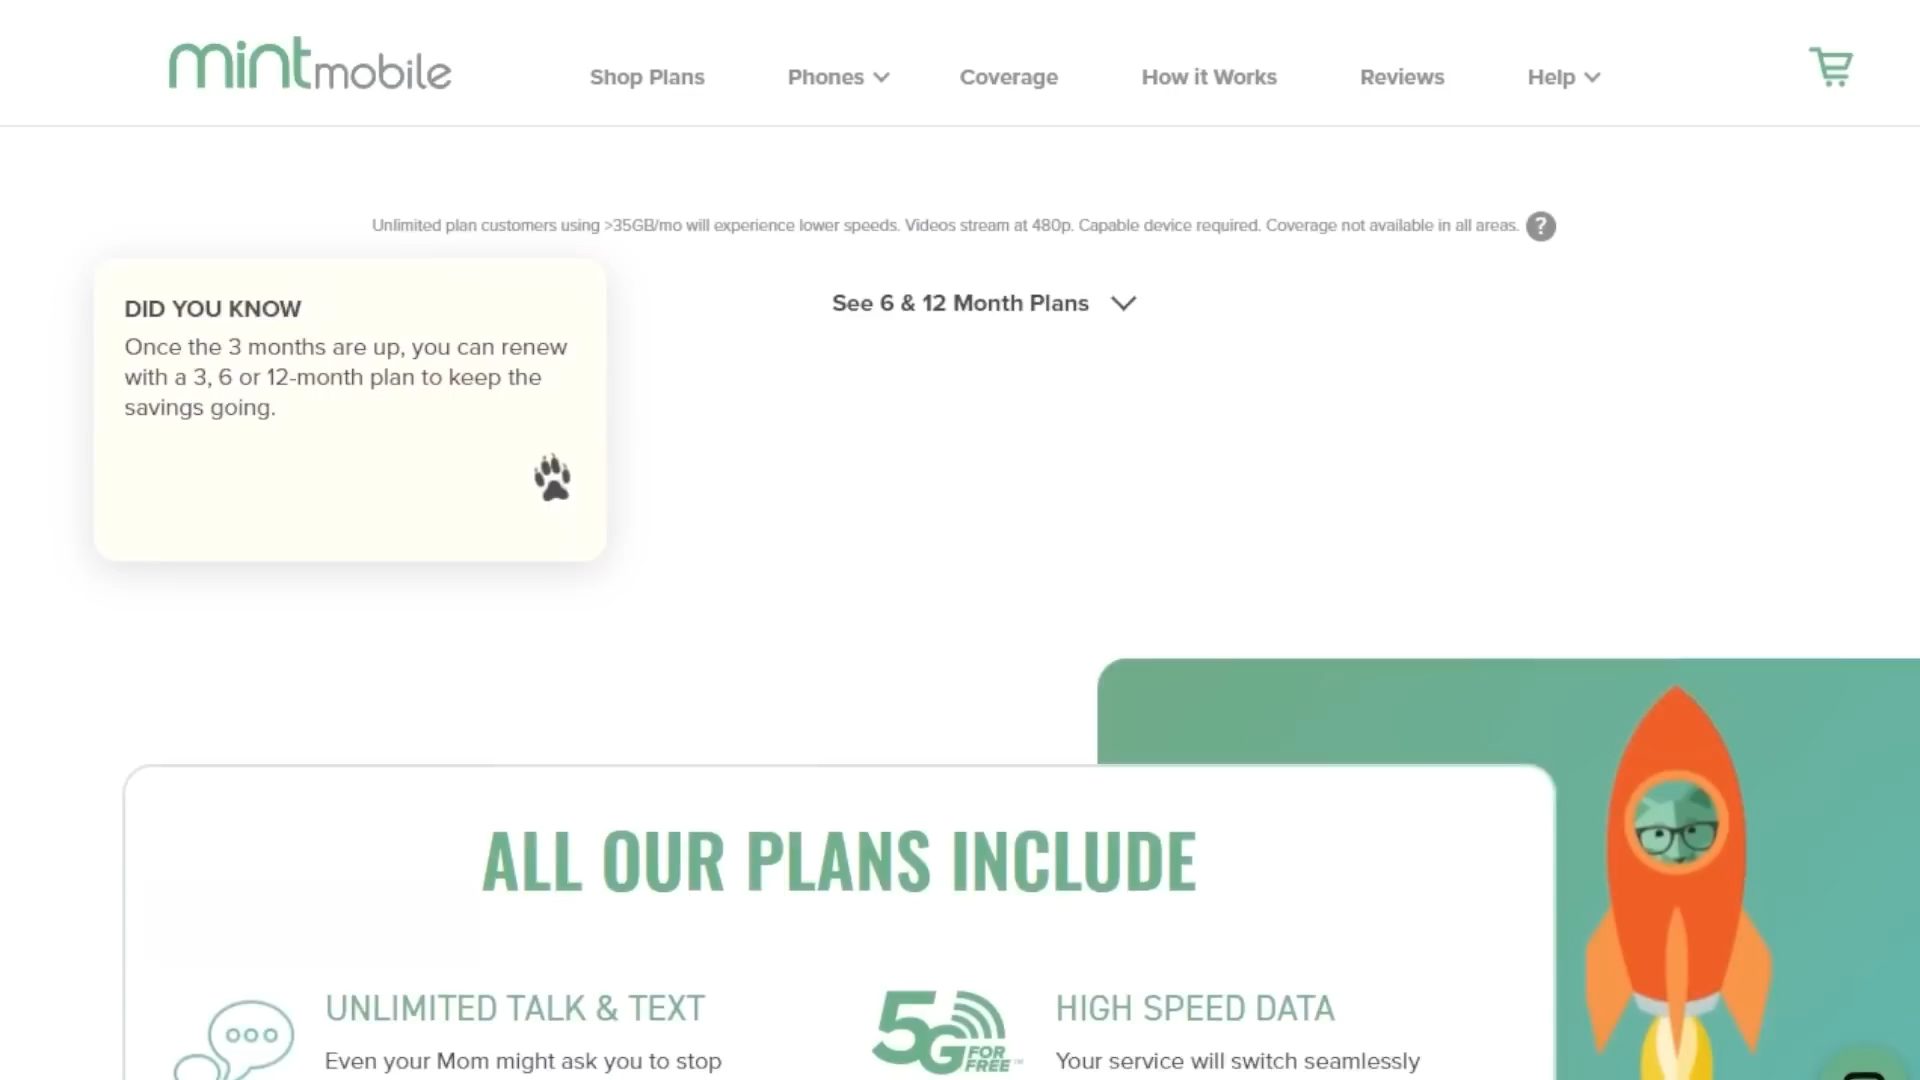 mintmobile
Shop Plans
Phones
Coverage
How it Works
Reviews
Help
Unlimited plan customers using >35GB/mo will experience lower speeds. Videos stream at 480p. Capable device required. Coverage not available in all areas. ?
DID YOU KNOW
Once the 3 months are up, you can renew
with a 3, 6 or 12-month plan to keep the
savings going.
See 6 & 12 Month Plans
ALL OUR PLANS INCLUDE
UNLIMITED TALK & TEXT
Even your Mom might ask you to stop
5G FOR
FREE™
HIGH SPEED DATA
Your service will switch seamlessly